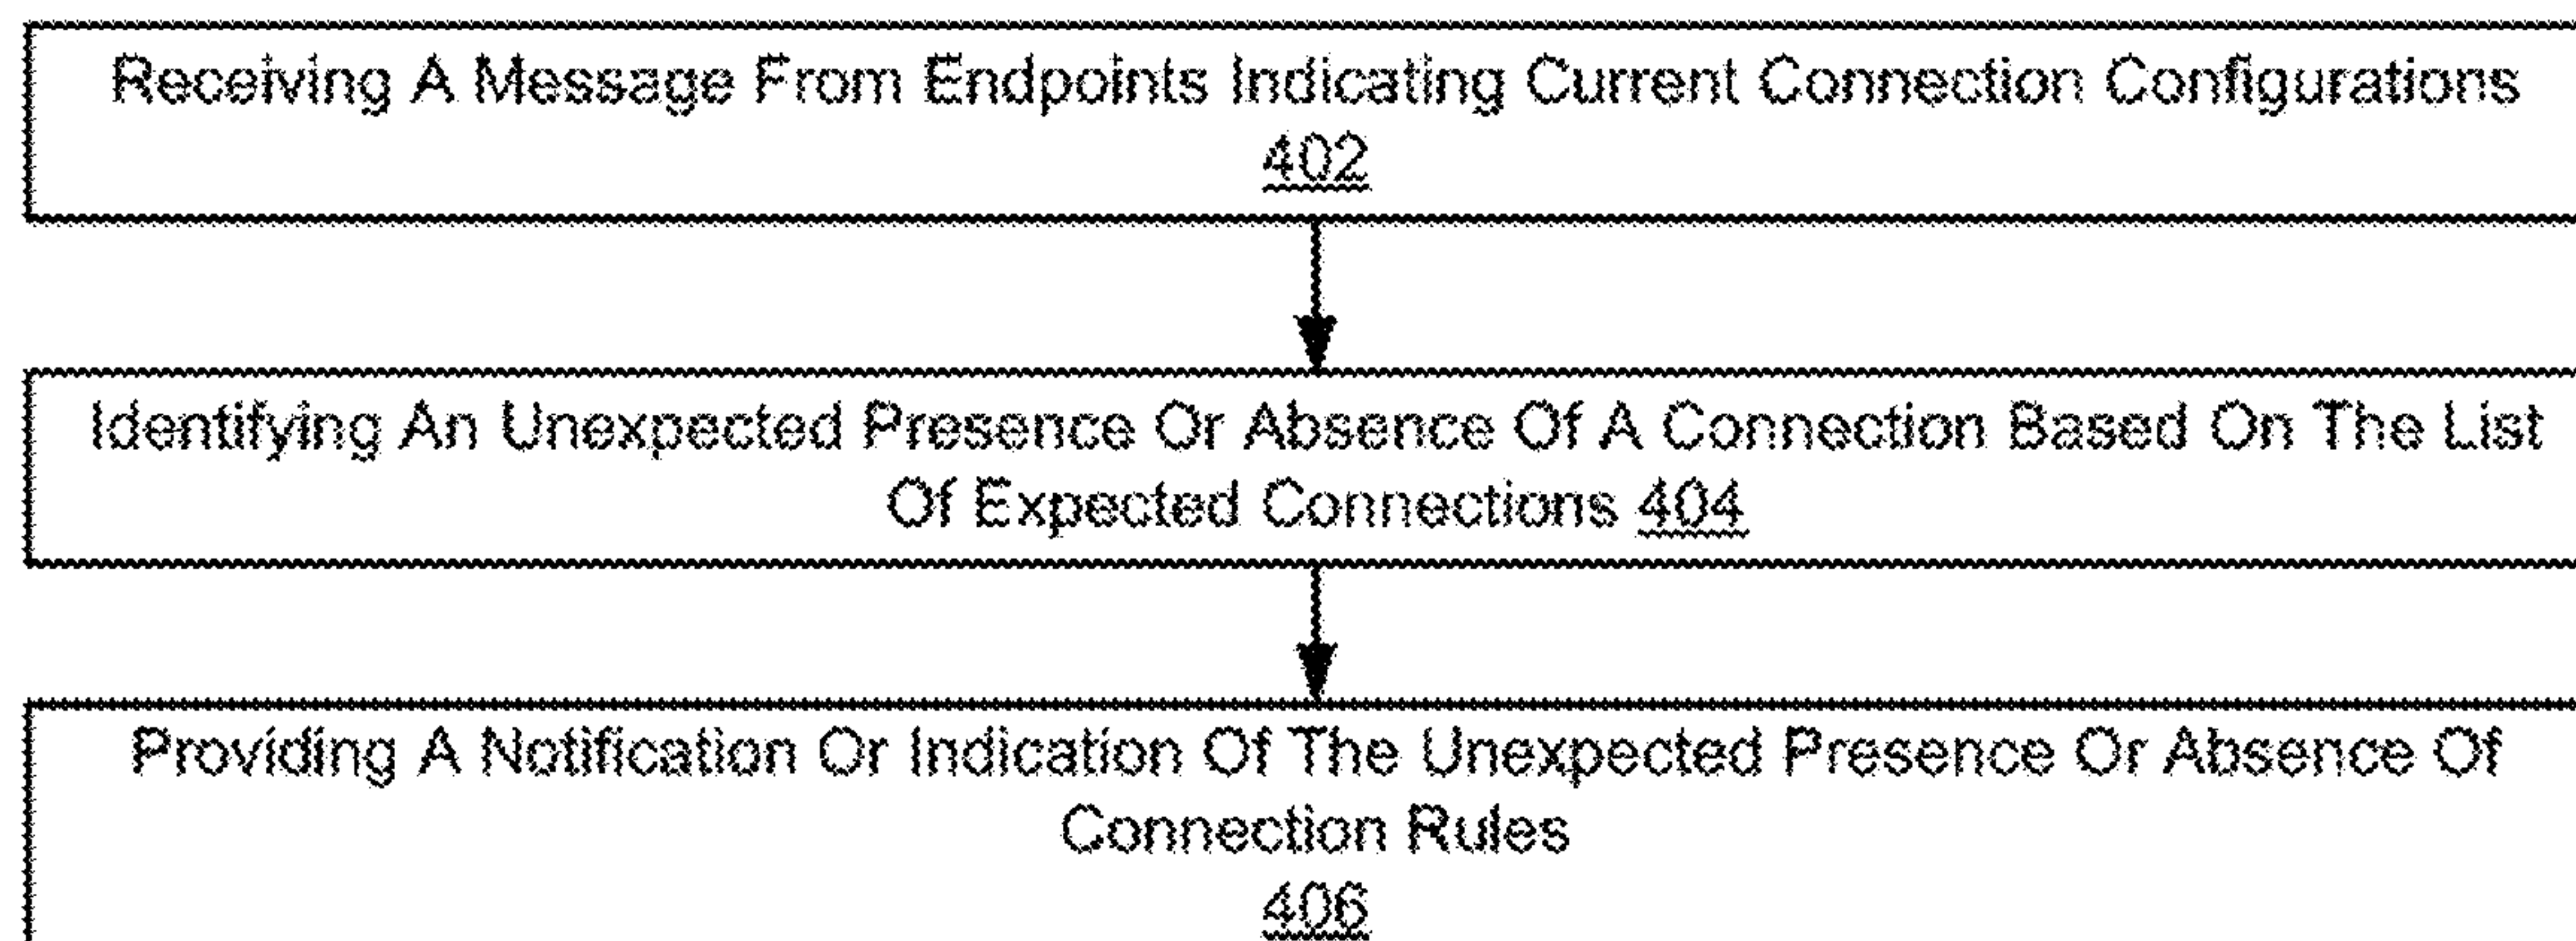 Receiving A Message From Endpoints Indicating Current Connection Configurations
402
Identifying An Unexpected Presence Or Absence Of A Connection Based On The List
Of Expected Connections 404
Providing A Notification Or Indication Of The Unexpected Presence Or Absence Of
Connection Rules
406